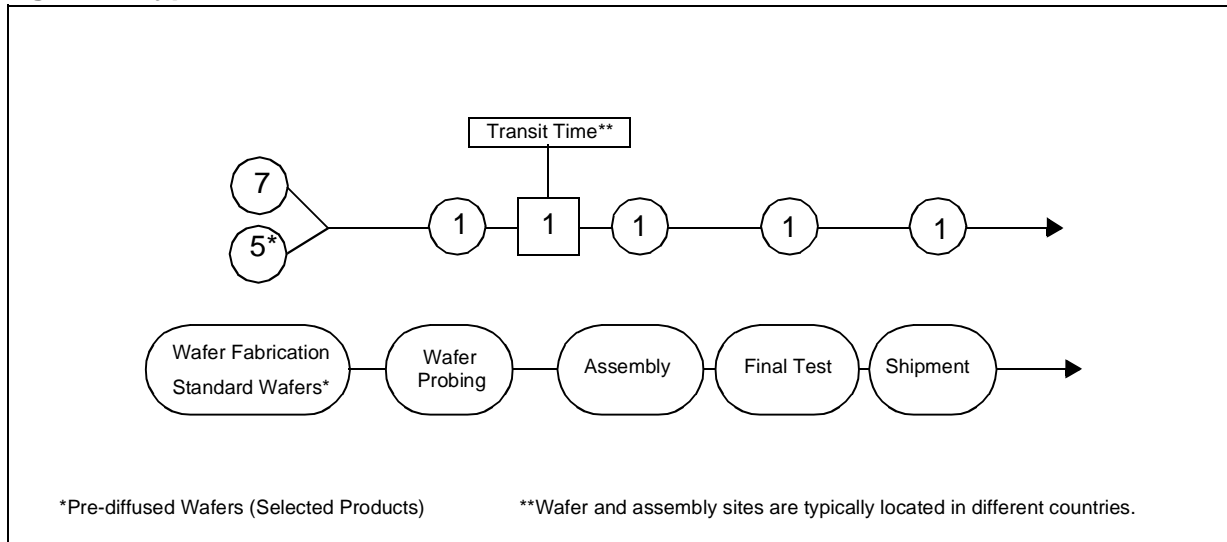 Transit Time**
7
5*
1
1
1
1
1
Wafer Fabrication
Standard Wafers*
Wafer
Probing
Assembly
Final Test
Shipment
*Pre-diffused Wafers (Selected Products)
**Wafer and assembly sites are typically located in different countries.